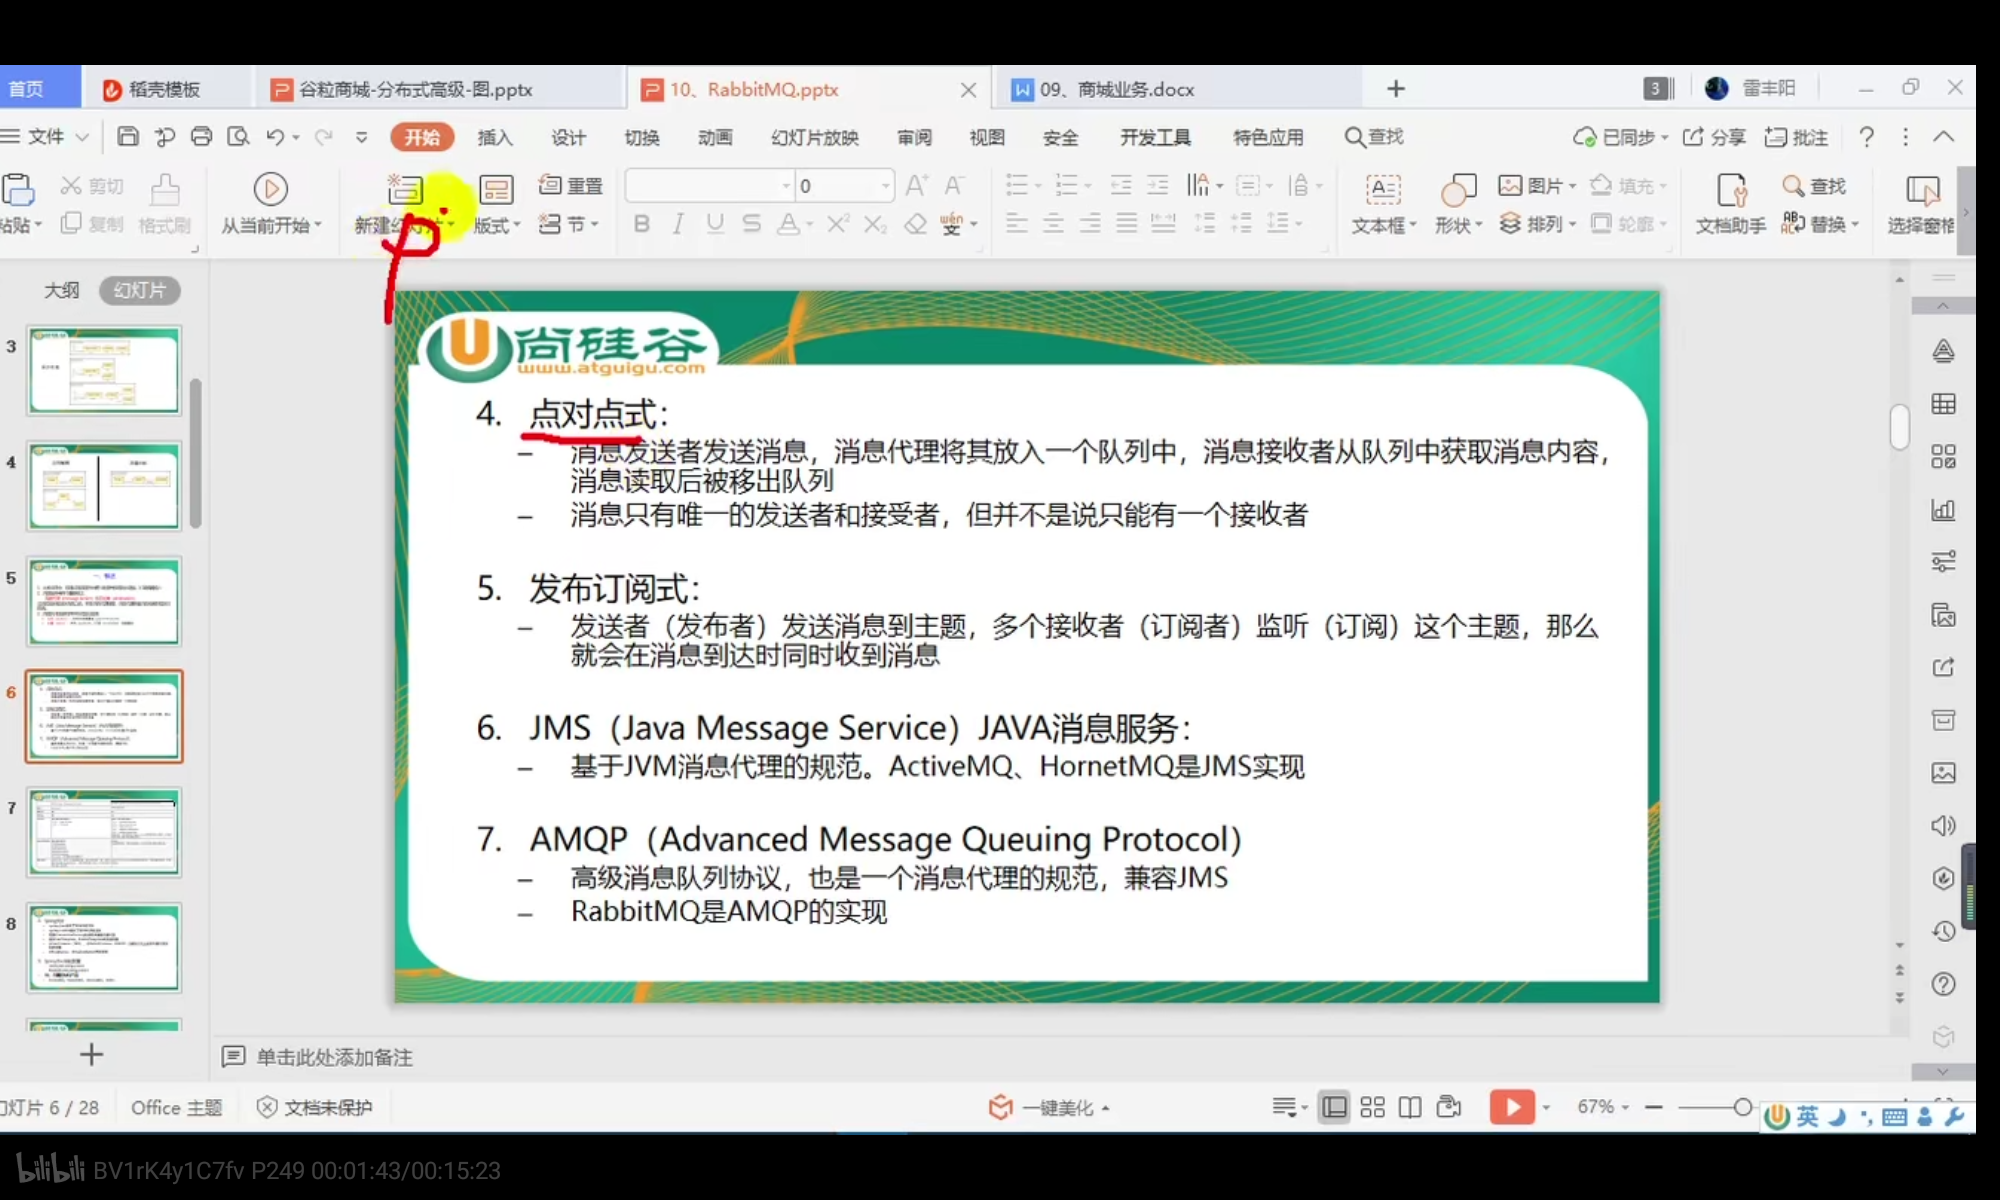 首页
稻壳模板
谷粒商城-分布式高级-图.pptx
10、RabbitMQ.pptx
09、商城业务.docx
3
雷丰阳
文件
开始
插入
设计
切换
动画
幻灯片放映
审阅
视图
安全
开发工具
特色应用
查找
已同步
分享
批注
剪切
复制
格式刷
从当前开始
版式
重置
节
0
文本框
形状
图片
排列
填充
轮廓
文档助手
查找
替换
选择窗格
大纲
幻灯片
3
4
5
6
7
8
尚硅谷
www.atguigu.com
4. 点对点式:
– 消息发送者发送消息，消息代理将其放入一个队列中，消息接收者从队列中获取消息内容，
消息读取后被移出队列
– 消息只有唯一的发送者和接受者，但并不是说只能有一个接收者
5. 发布订阅式:
– 发送者（发布者）发送消息到主题，多个接收者（订阅者）监听（订阅）这个主题，那么
就会在消息到达时同时收到消息
6. JMS（Java Message Service）JAVA消息服务:
– 基于JVM消息代理的规范。ActiveMQ、HornetMQ是JMS实现
7. AMQP（Advanced Message Queuing Protocol）
– 高级消息队列协议，也是一个消息代理的规范，兼容JMS
– RabbitMQ是AMQP的实现
单击此处添加备注
灯片 6 / 28
Office 主题
文档未保护
一键美化
67%
英
bilibili BV1rK4y1C7fv P249 00:01:43/00:15:23